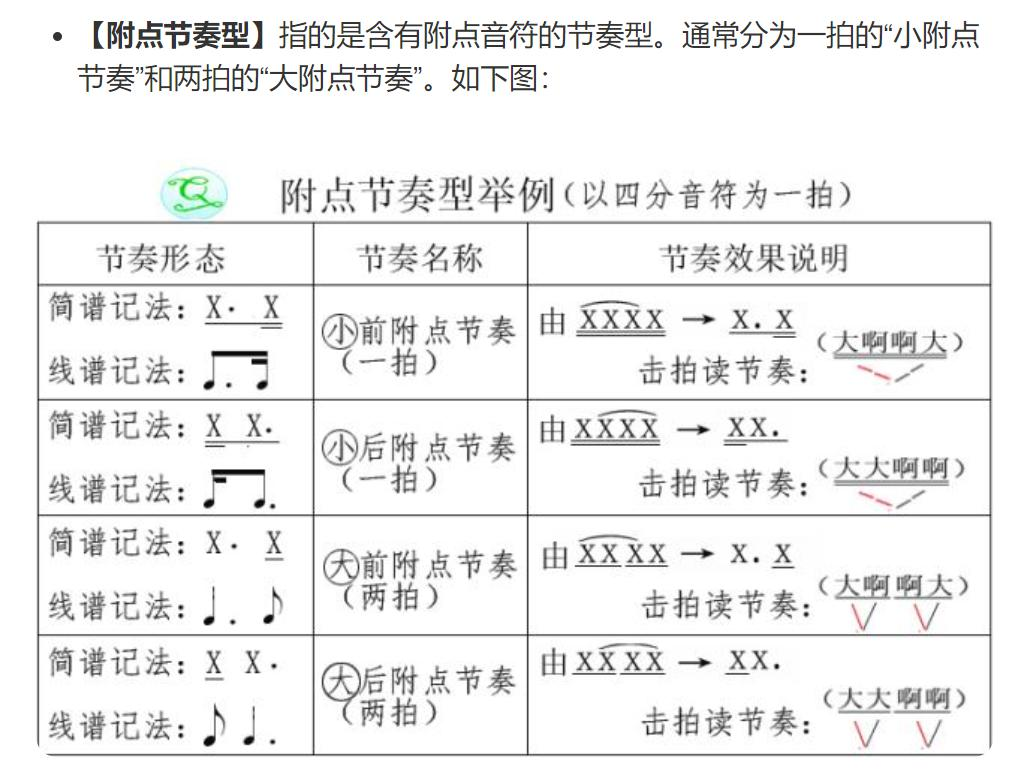 • 【附点节奏型】指的是含有附点音符的节奏型。通常分为一拍的“小附点
节奏”和两拍的“大附点节奏”。如下图：
附点节奏型举例(以四分音符为一拍)
节奏形态 节奏名称 节奏效果说明
简谱记法：X· X
线谱记法：
小前附点节奏
(一拍)
由 XXXX → X. X
击拍读节奏：(大啊啊大)
简谱记法：X X·
线谱记法：
小后附点节奏
(一拍)
由 XXXX → XX.
击拍读节奏：(大大啊啊)
简谱记法：X· X
线谱记法：
大前附点节奏
(两拍)
由 XX XX → X. X
击拍读节奏：(大啊 啊大)
简谱记法：X X·
线谱记法：
大后附点节奏
(两拍)
由 XX XX → XX.
击拍读节奏：(大大 啊啊)